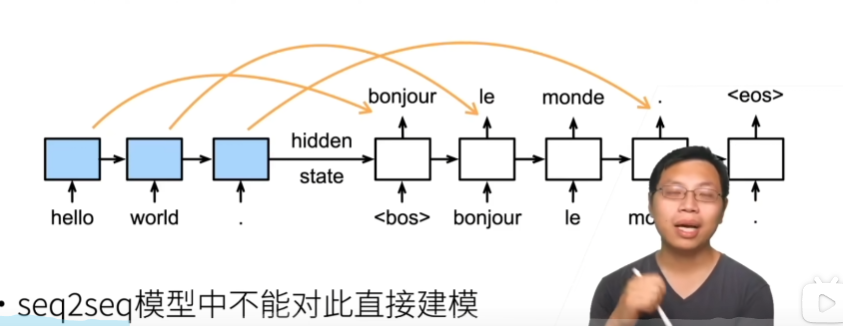 bonjour le monde . <eos>
hidden
state
hello world . <bos> bonjour le mo .
• seq2seq模型中不能对此直接建模